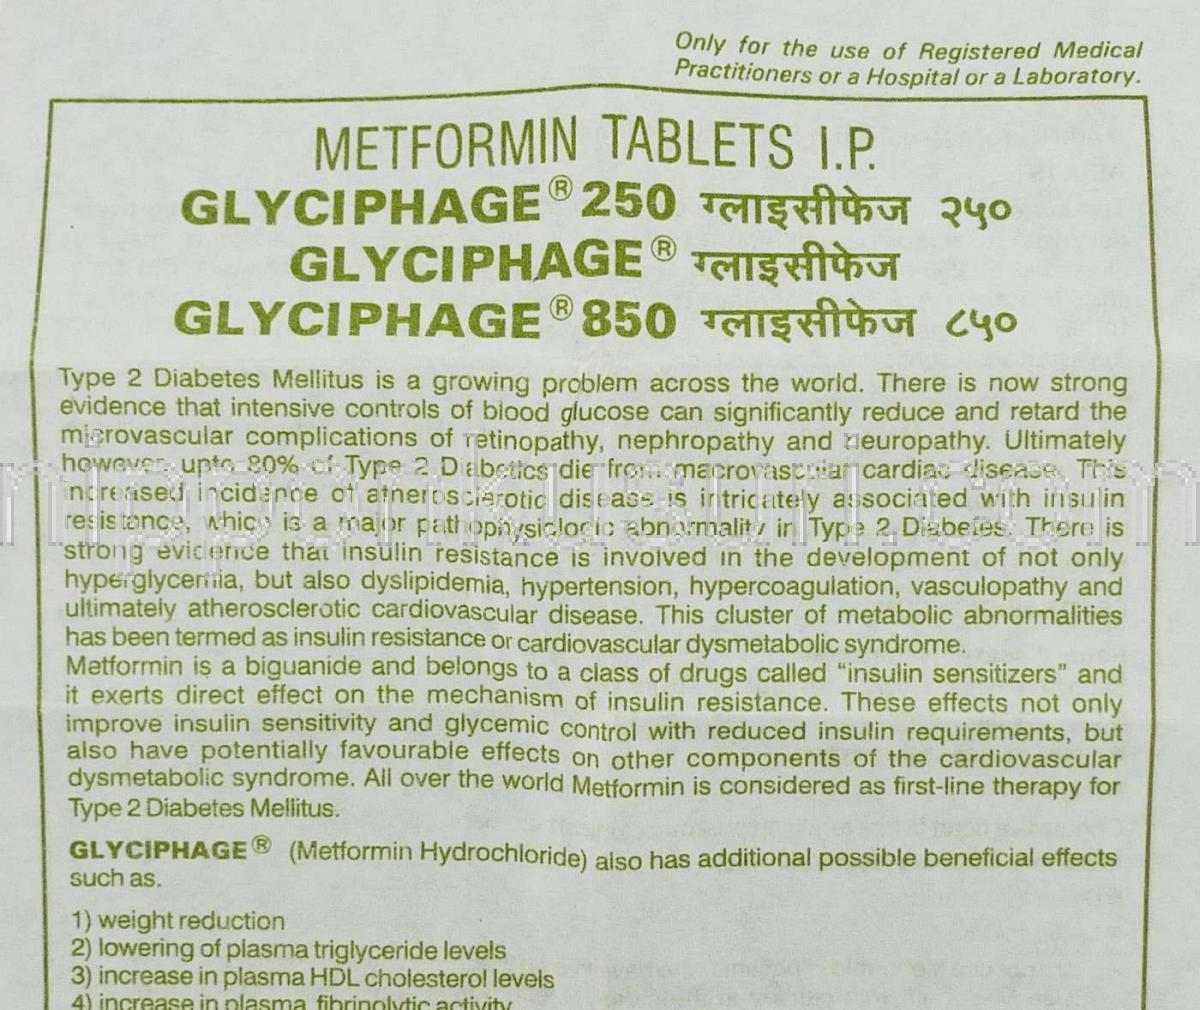 Only for the use of Registered Medical
Practitioners or a Hospital or a Laboratory.
METFORMIN TABLETS I.P.
GLYCIPHAGE® 250 ग्लाइसीफेज २५०
GLYCIPHAGE® ग्लाइसीफेज
GLYCIPHAGE® 850 ग्लाइसीफेज ८५०
Type 2 Diabetes Mellitus is a growing problem across the world. There is now strong
evidence that intensive controls of blood glucose can significantly reduce and retard the
microvascular complications of retinopathy, nephropathy and neuropathy. Ultimately
however, upto 80% of Type 2 Diabetics die from macrovascular cardiac disease. This
increased incidence of atherosclerotic disease is intricately associated with insulin
resistance, which is a major pathophysiologic abnormality in Type 2 Diabetes. There is
strong evidence that insulin resistance is involved in the development of not only
hyperglycemia, but also dyslipidemia, hypertension, hypercoagulation, vasculopathy and
ultimately atherosclerotic cardiovascular disease. This cluster of metabolic abnormalities
has been termed as insulin resistance or cardiovascular dysmetabolic syndrome.
Metformin is a biguanide and belongs to a class of drugs called “insulin sensitizers” and
it exerts direct effect on the mechanism of insulin resistance. These effects not only
improve insulin sensitivity and glycemic control with reduced insulin requirements, but
also have potentially favourable effects on other components of the cardiovascular
dysmetabolic syndrome. All over the world Metformin is considered as first-line therapy for
Type 2 Diabetes Mellitus.
GLYCIPHAGE® (Metformin Hydrochloride) also has additional possible beneficial effects
such as.
1) weight reduction
2) lowering of plasma triglyceride levels
3) increase in plasma HDL cholesterol levels
4) increase in plasma fibrinolytic activity